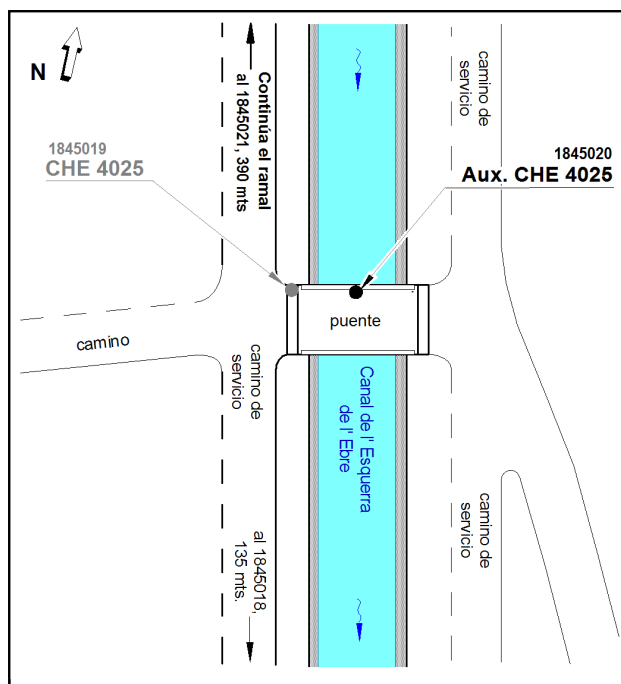 N
Continúa el ramal
al 1845021, 390 mts
camino de
servicio
1845019
CHE 4025
1845020
Aux. CHE 4025
puente
camino
camino de
servicio
Canal de l' Esquerra
de l' Ebre
camino de
servicio
al 1845018,
135 mts.